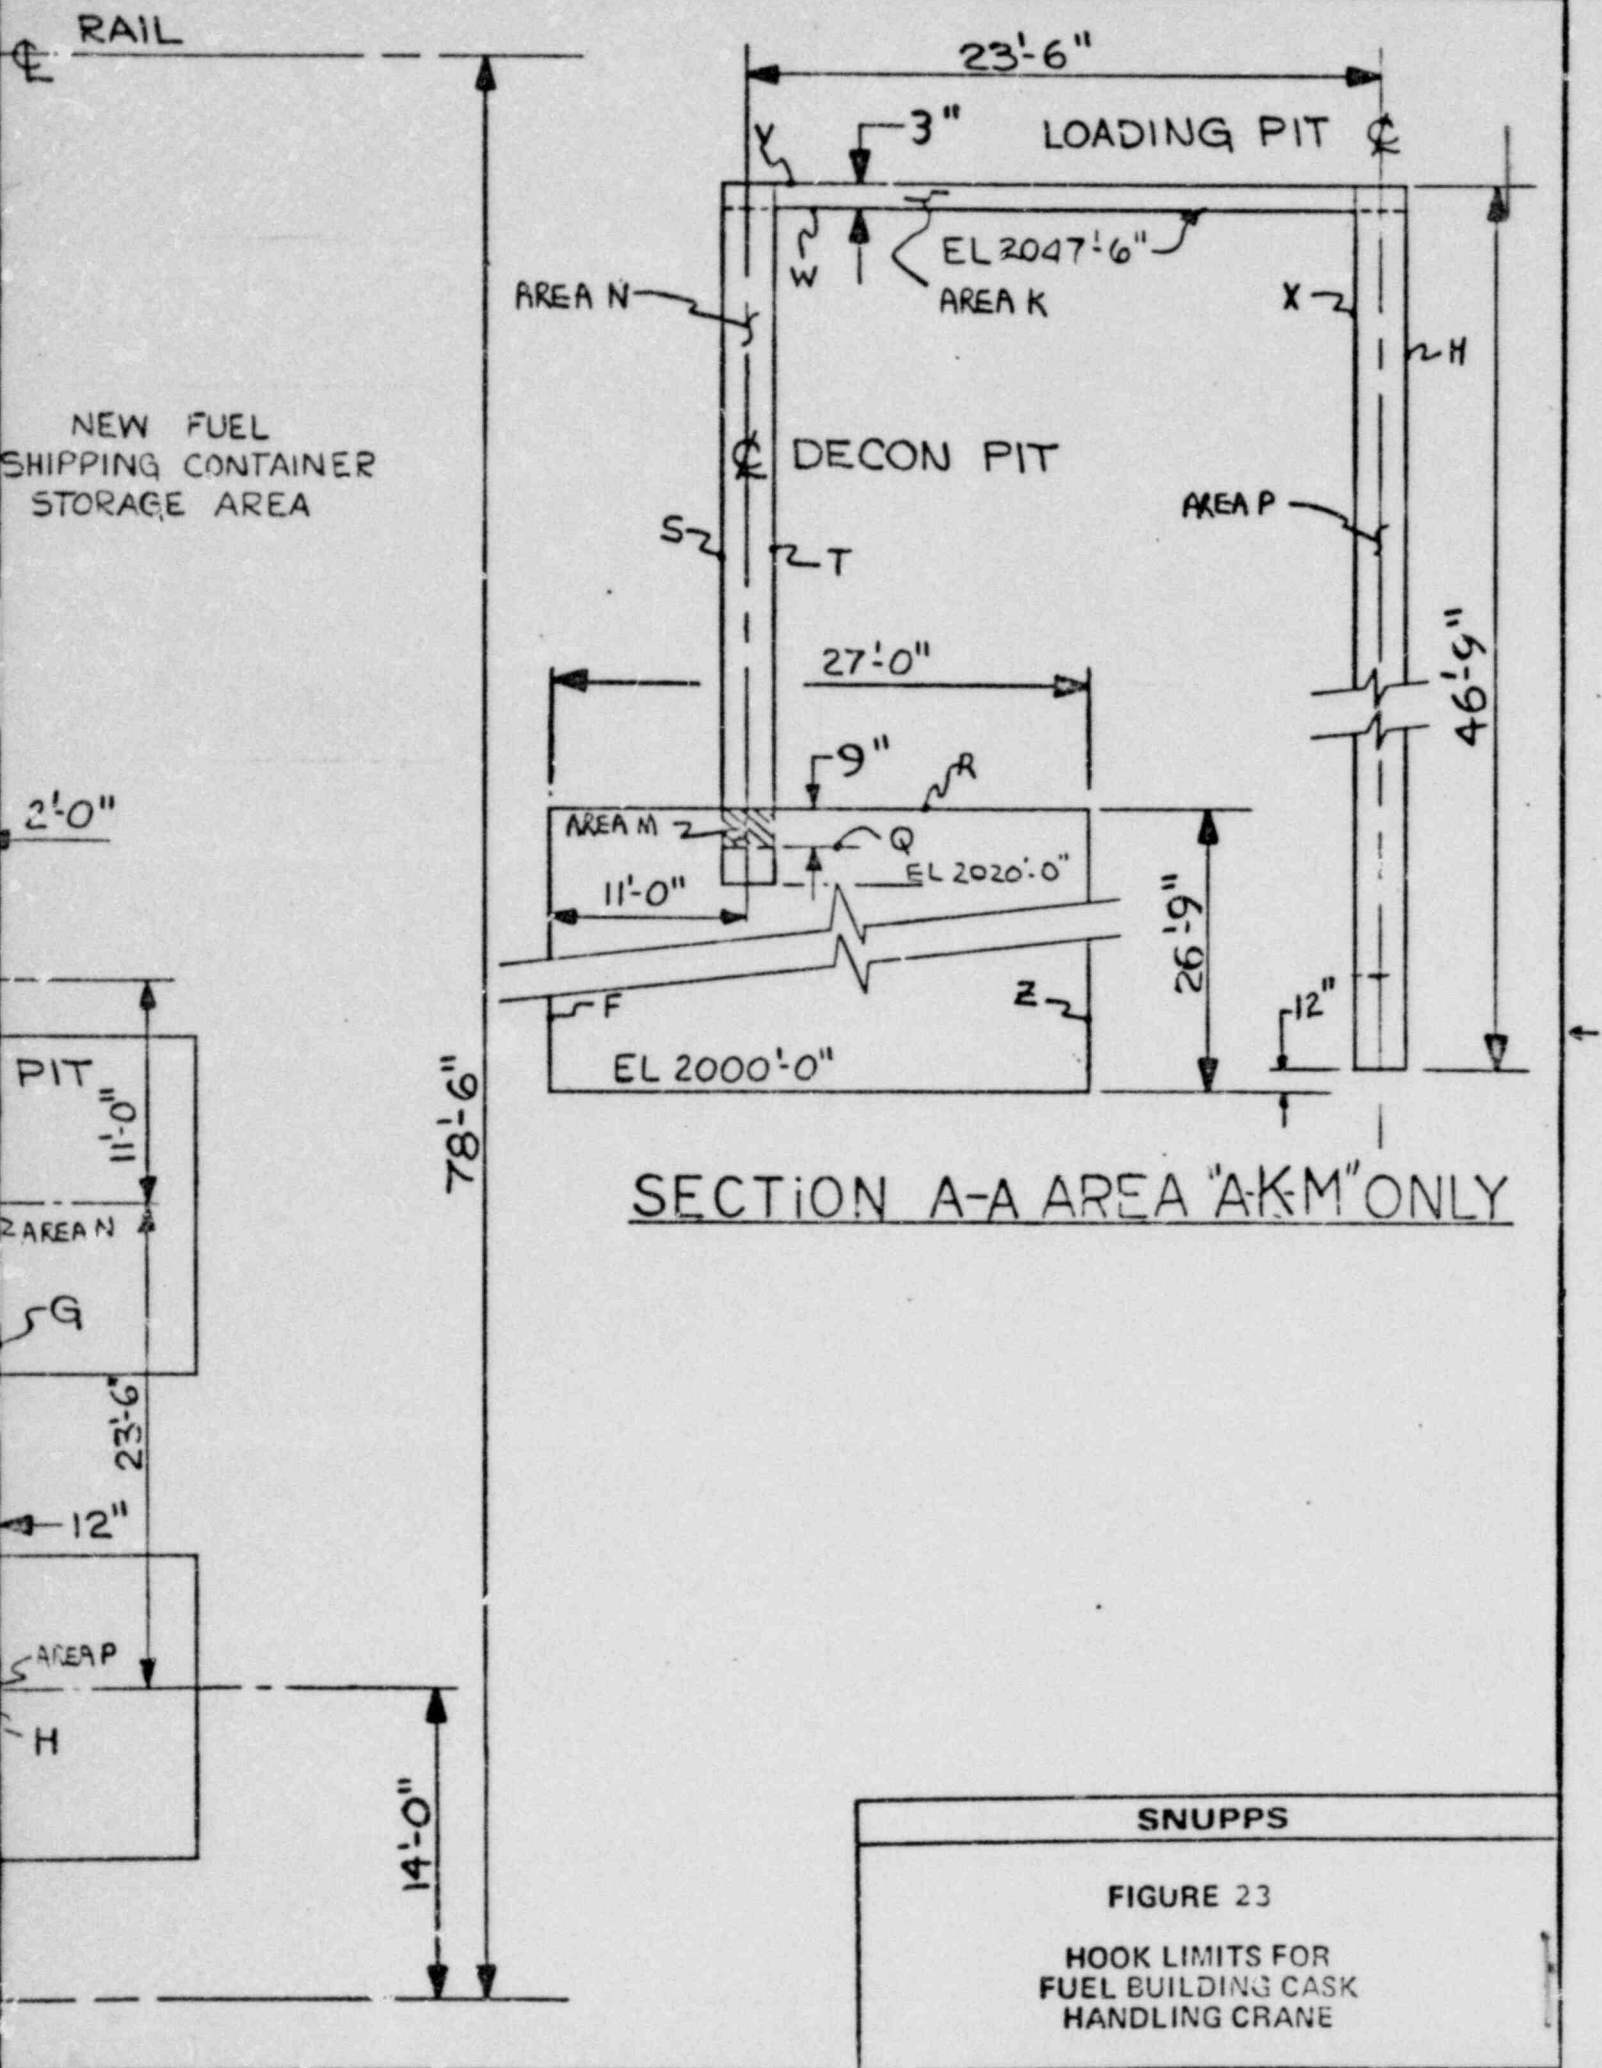 ℄ RAIL
23'-6"
3"
LOADING PIT ℄
Y
W
EL 2047'-6"
AREA K
AREA N
X
H
NEW FUEL
SHIPPING CONTAINER
STORAGE AREA
℄ DECON PIT
AREA P
S
T
46'-9"
27'-0"
9"
R
2'-0"
AREA M
Q
EL 2020'-0"
11'-0"
26'-9"
F
Z
12"
EL 2000'-0"
PIT
11'-0"
78'-6"
SECTION A-A AREA "A-K-M" ONLY
AREA N
G
23'-6"
12"
AREA P
H
14'-0"
SNUPPS
FIGURE 23
HOOK LIMITS FOR
FUEL BUILDING CASK
HANDLING CRANE